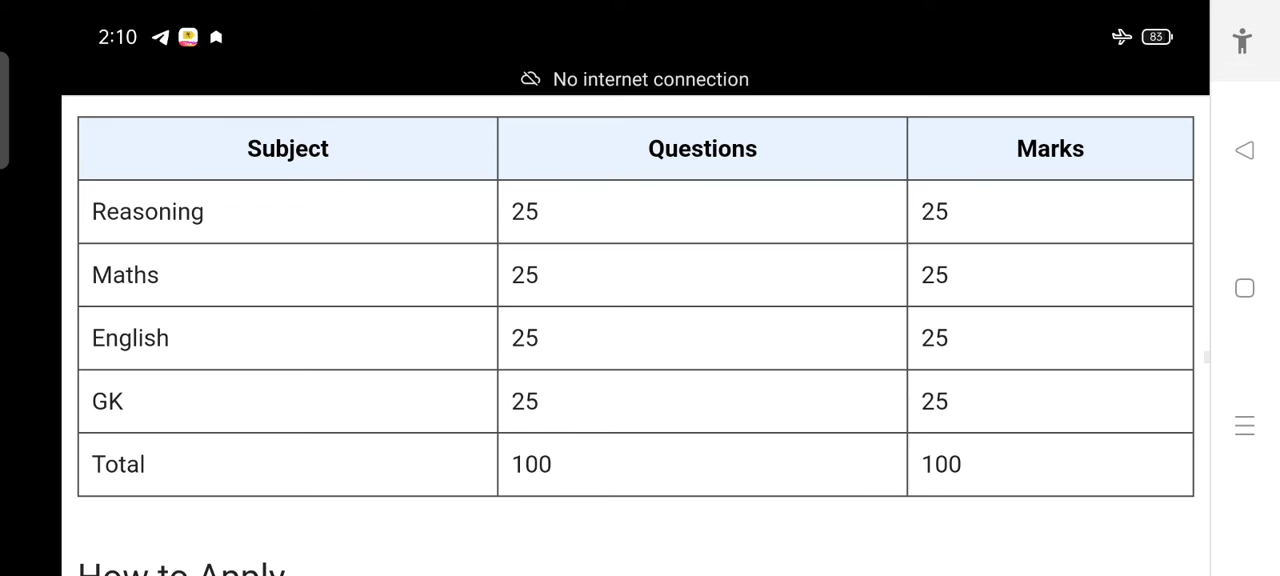 2:10
83
No internet connection
Subject Questions Marks
Reasoning 25 25
Maths 25 25
English 25 25
GK 25 25
Total 100 100
How to Apply